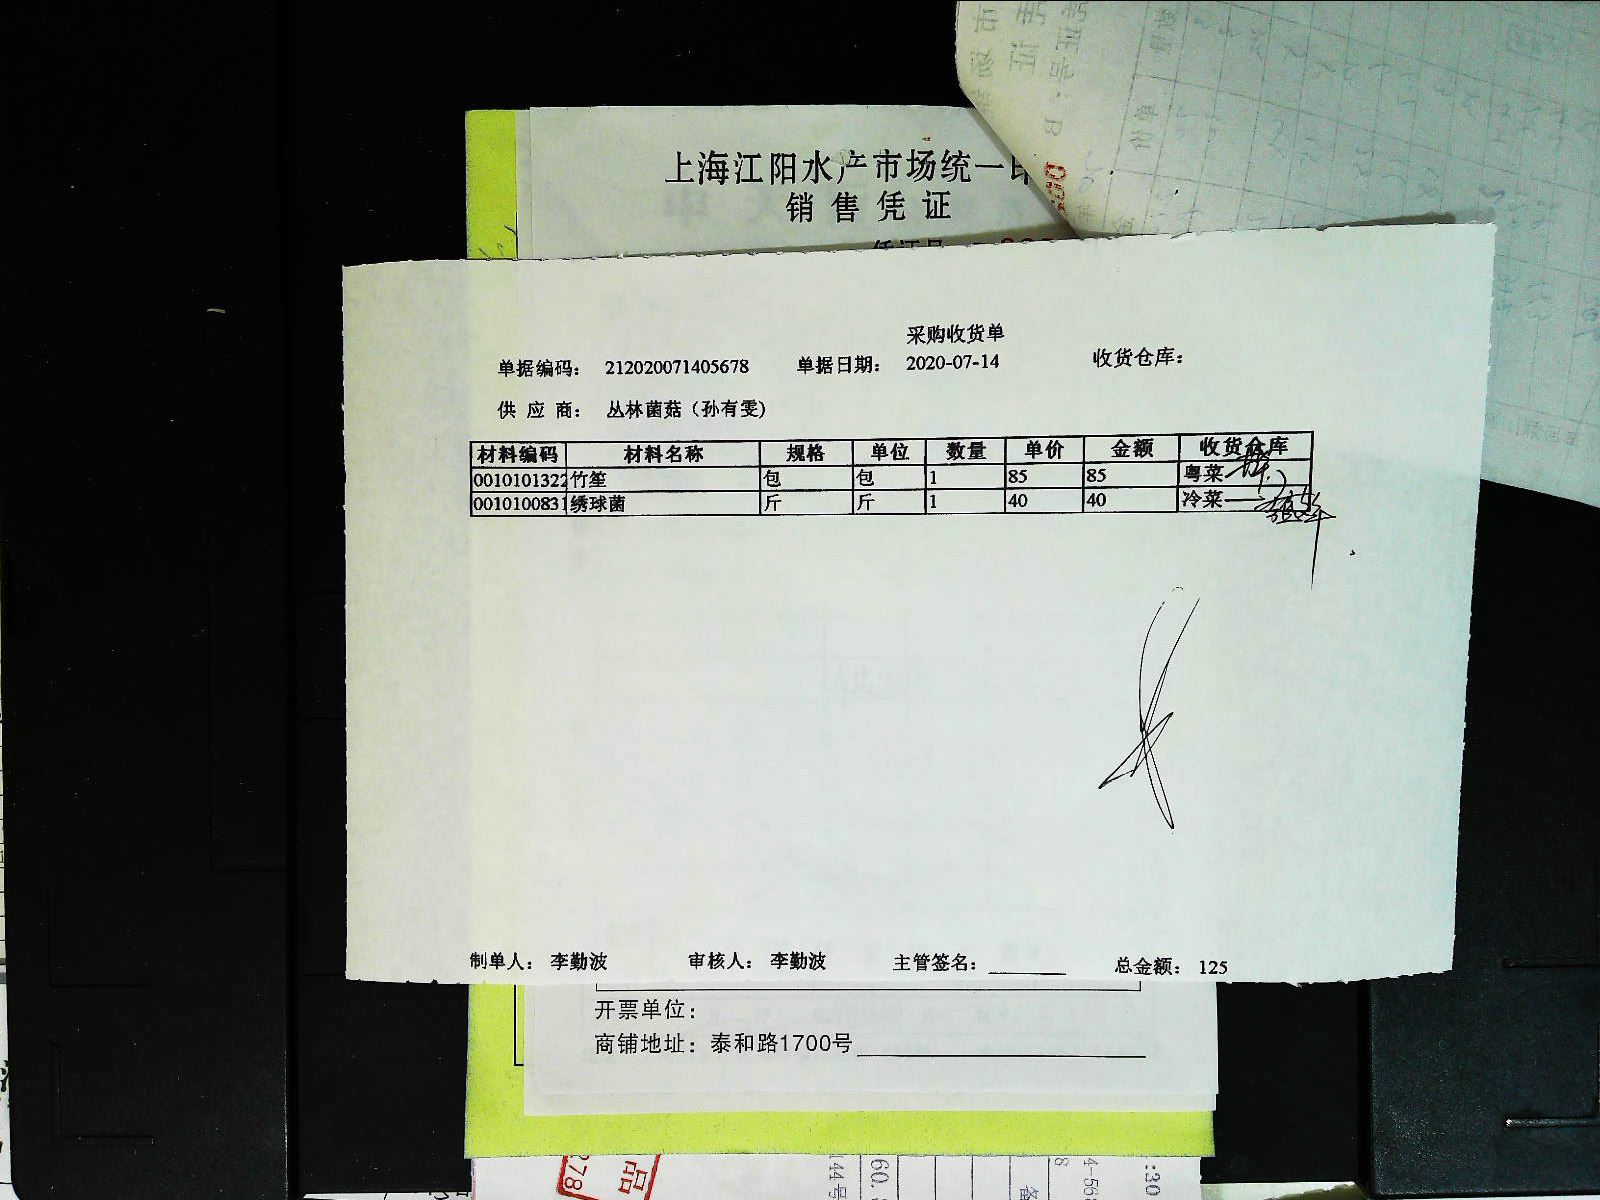 上海江阳水产市场统一印
销售凭证
凭证号
采购收货单
单据编码： 212020071405678 单据日期： 2020-07-14 收货仓库：
供应商： 丛林菌菇（孙有雯）
材料编码 材料名称 规格 单位 数量 单价 金额 收货仓库
0010101322 竹笙 包 包 1 85 85 粤菜
0010100831 绣球菌 斤 斤 1 40 40 冷菜
制单人： 李勤波 审核人： 李勤波 主管签名： 总金额： 125
开票单位：
商铺地址：泰和路1700号